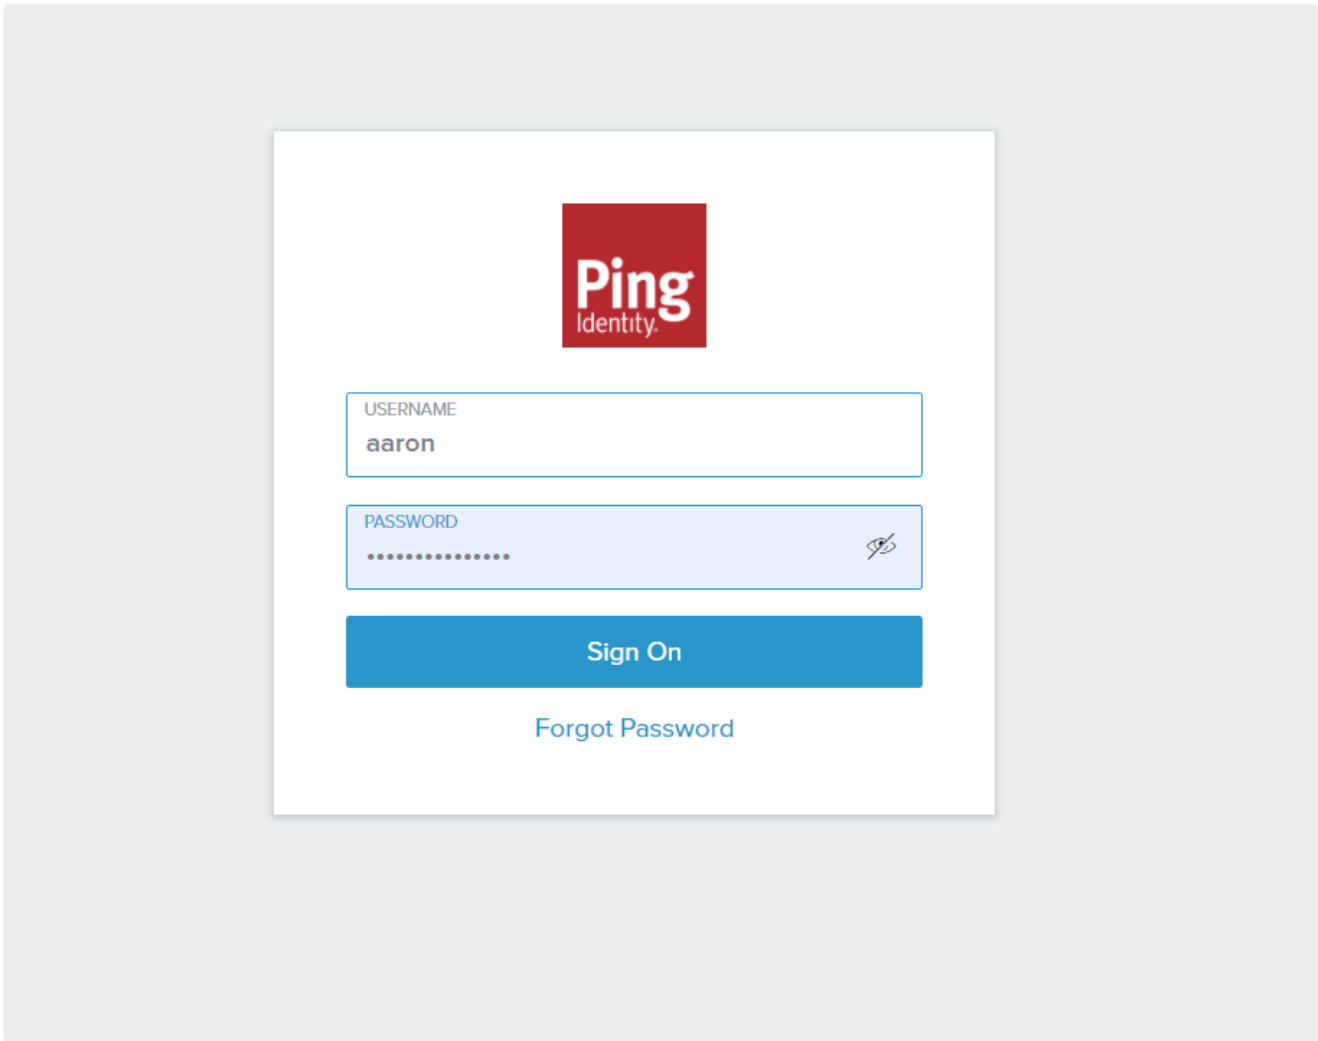 Ping
Identity.
USERNAME
aaron
PASSWORD
•••••••••••••••
Sign On
Forgot Password